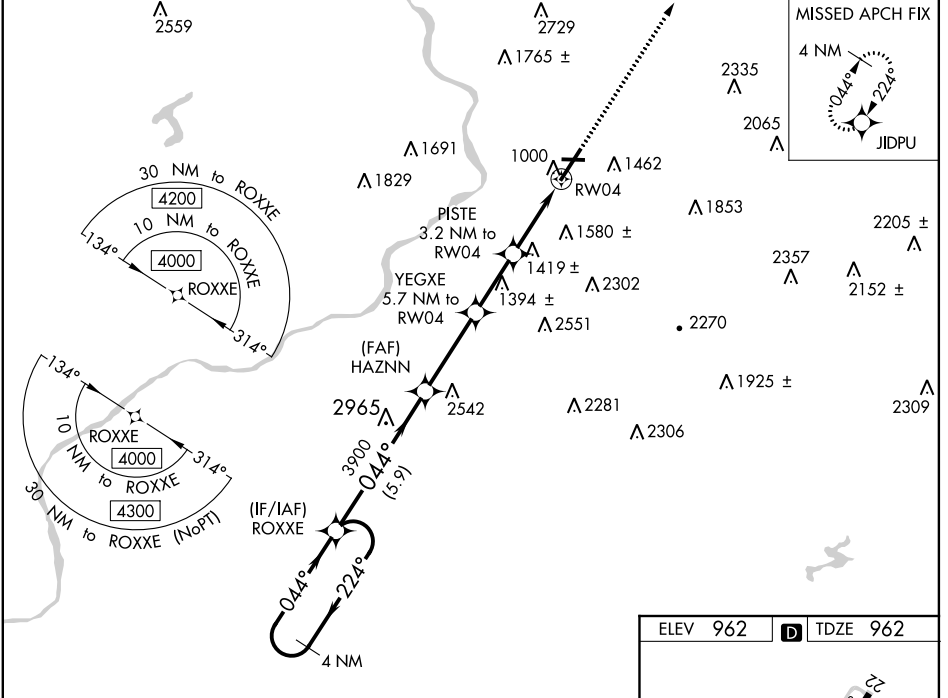 2559
2729
1765 ±
2335
2065
MISSED APCH FIX
4 NM
044°
224°
JIDPU
1691
1829
1000
1462
RW04
1853
2205 ±
30 NM to ROXXE
4200
10 NM to ROXXE
4000
134°
ROXXE
314°
PISTE
3.2 NM to
RW04
1580 ±
1419 ±
2357
2152 ±
YEGXE
5.7 NM to
RW04
1394 ±
2302
2551
2270
(FAF)
HAZNN
2965
2542
2281
2306
1925 ±
2309
134°
ROXXE
314°
4000
10 NM to ROXXE
4300
30 NM to ROXXE (NoPT)
3900
044°
(5.9)
(IF/IAF)
ROXXE
044°
224°
4 NM
ELEV 962 D TDZE 962
22